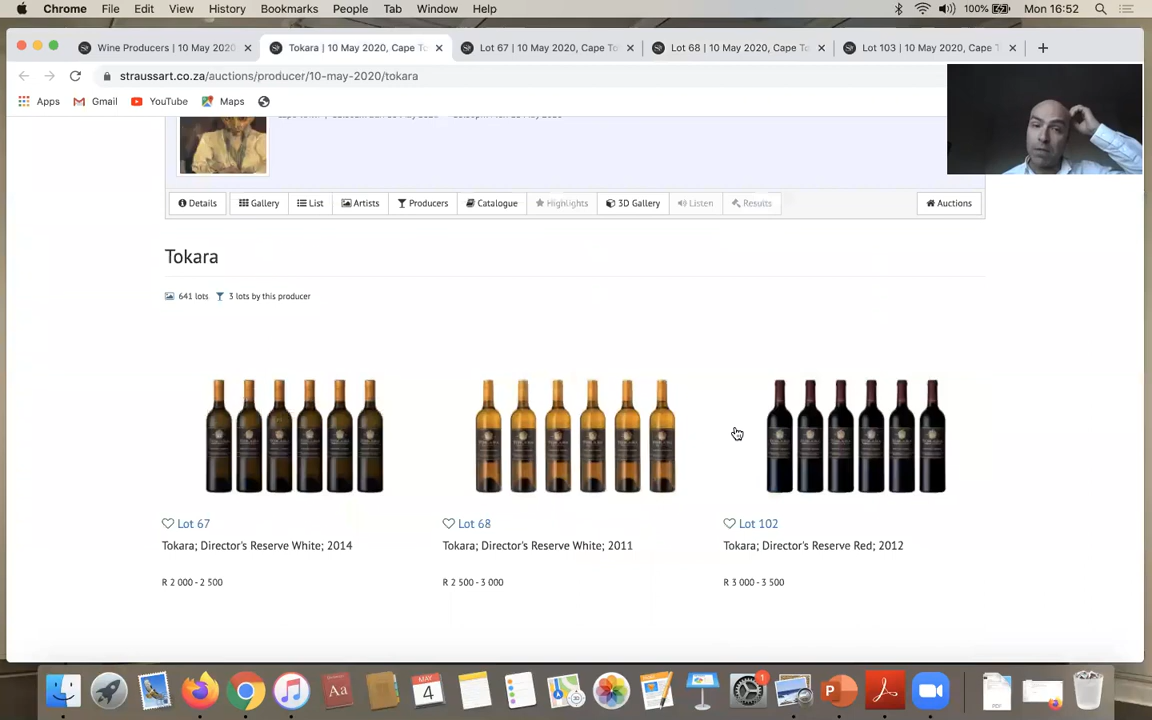 Chrome File Edit View History Bookmarks People Tab Window Help 100% Mon 16:52
Wine Producers | 10 May 2020 Tokara | 10 May 2020, Cape To Lot 67 | 10 May 2020, Cape To Lot 68 | 10 May 2020, Cape To Lot 103 | 10 May 2020, Cape T
straussart.co.za/auctions/producer/10-may-2020/tokara
Apps Gmail YouTube Maps
Details Gallery List Artists Producers Catalogue Highlights 3D Gallery Listen Results Auctions
Tokara
641 lots 3 lots by this producer
Lot 67 Lot 68 Lot 102
Tokara; Director's Reserve White; 2014 Tokara; Director's Reserve White; 2011 Tokara; Director's Reserve Red; 2012
R 2 000 - 2 500 R 2 500 - 3 000 R 3 000 - 3 500
MAY
4
Aa
1
P
PDF